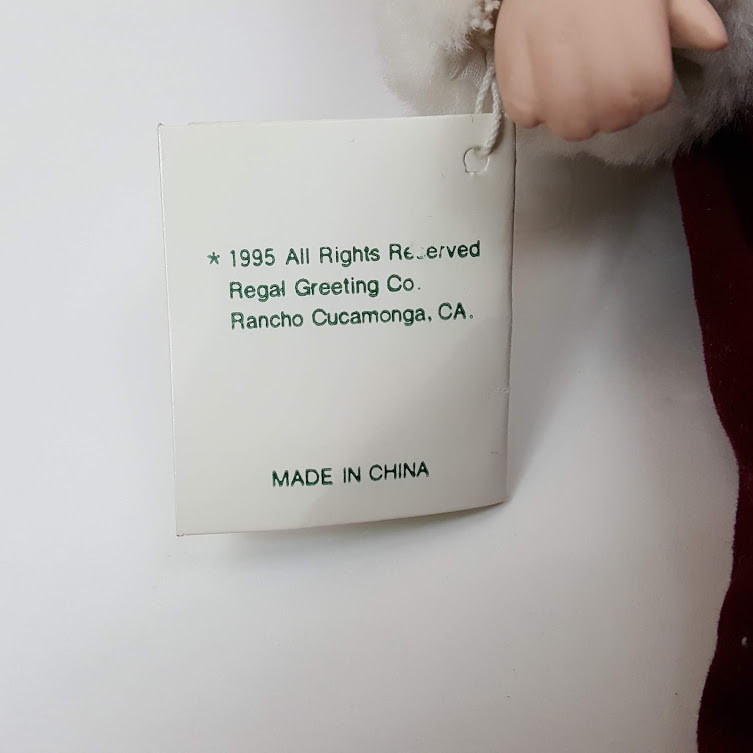 * 1995 All Rights Reserved
Regal Greeting Co.
Rancho Cucamonga, CA.
MADE IN CHINA